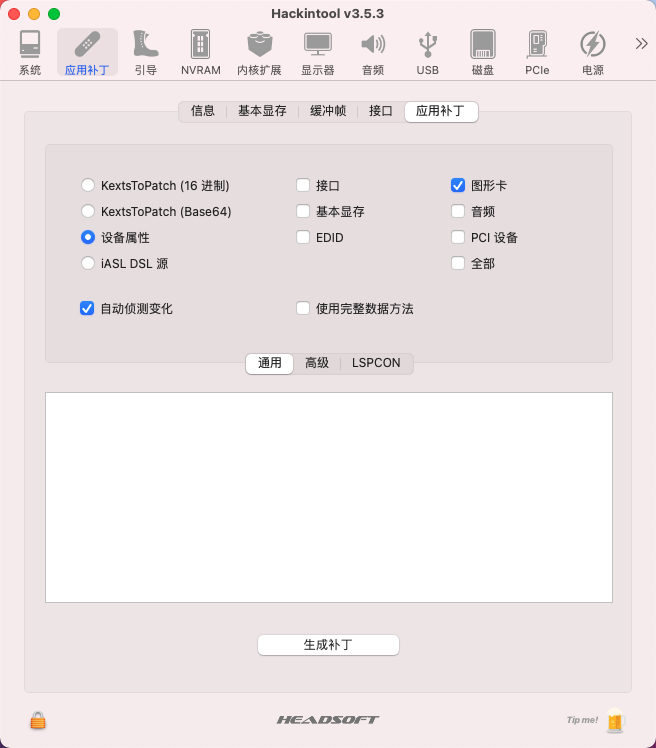 Hackintool v3.5.3
系统 应用补丁 引导 NVRAM 内核扩展 显示器 音频 USB 磁盘 PCIe 电源
信息 基本显存 缓冲帧 接口 应用补丁
KextsToPatch (16 进制) 接口 图形卡
KextsToPatch (Base64) 基本显存 音频
设备属性 EDID PCI 设备
iASL DSL 源 全部
自动侦测变化 使用完整数据方法
通用 高级 LSPCON
生成补丁
HEADSOFT Tip me!